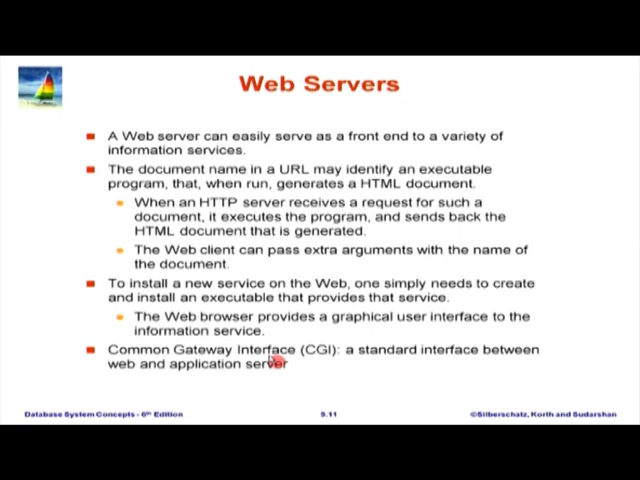 Web Servers
A Web server can easily serve as a front end to a variety of
information services.
The document name in a URL may identify an executable
program, that, when run, generates a HTML document.
When an HTTP server receives a request for such a
document, it executes the program, and sends back the
HTML document that is generated.
The Web client can pass extra arguments with the name of
the document.
To install a new service on the Web, one simply needs to create
and install an executable that provides that service.
The Web browser provides a graphical user interface to the
information service.
Common Gateway Interface (CGI): a standard interface between
web and application server
Database System Concepts - 6th Edition
9.11
©Silberschatz, Korth and Sudarshan